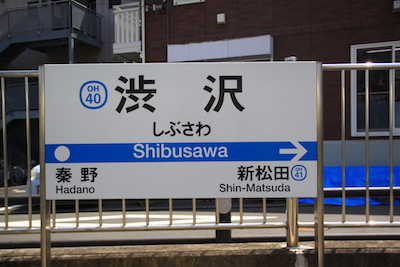 OH 40 渋沢
しぶさわ
Shibusawa
秦野 新松田 OH 41
Hadano Shin-Matsuda